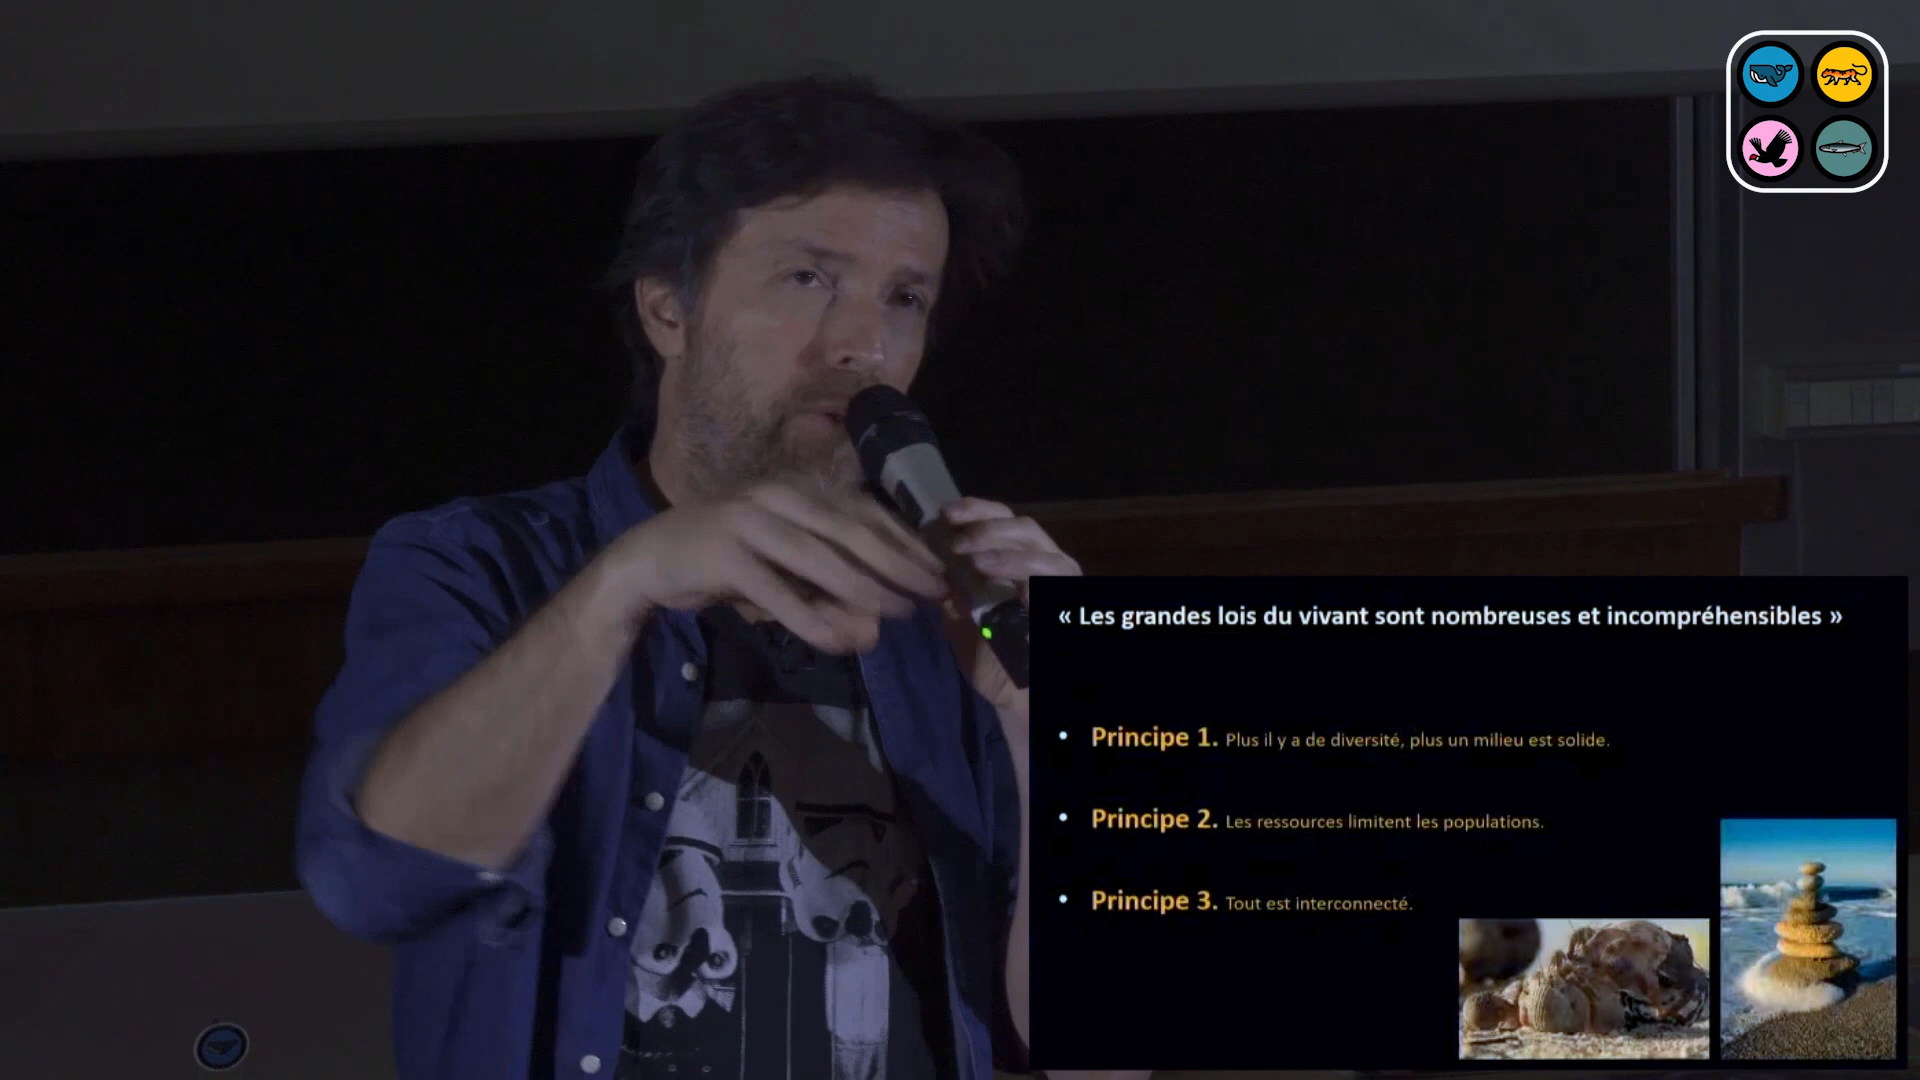 « Les grandes lois du vivant sont nombreuses et incompréhensibles »
• Principe 1. Plus il y a de diversité, plus un milieu est solide.
• Principe 2. Les ressources limitent les populations.
• Principe 3. Tout est interconnecté.